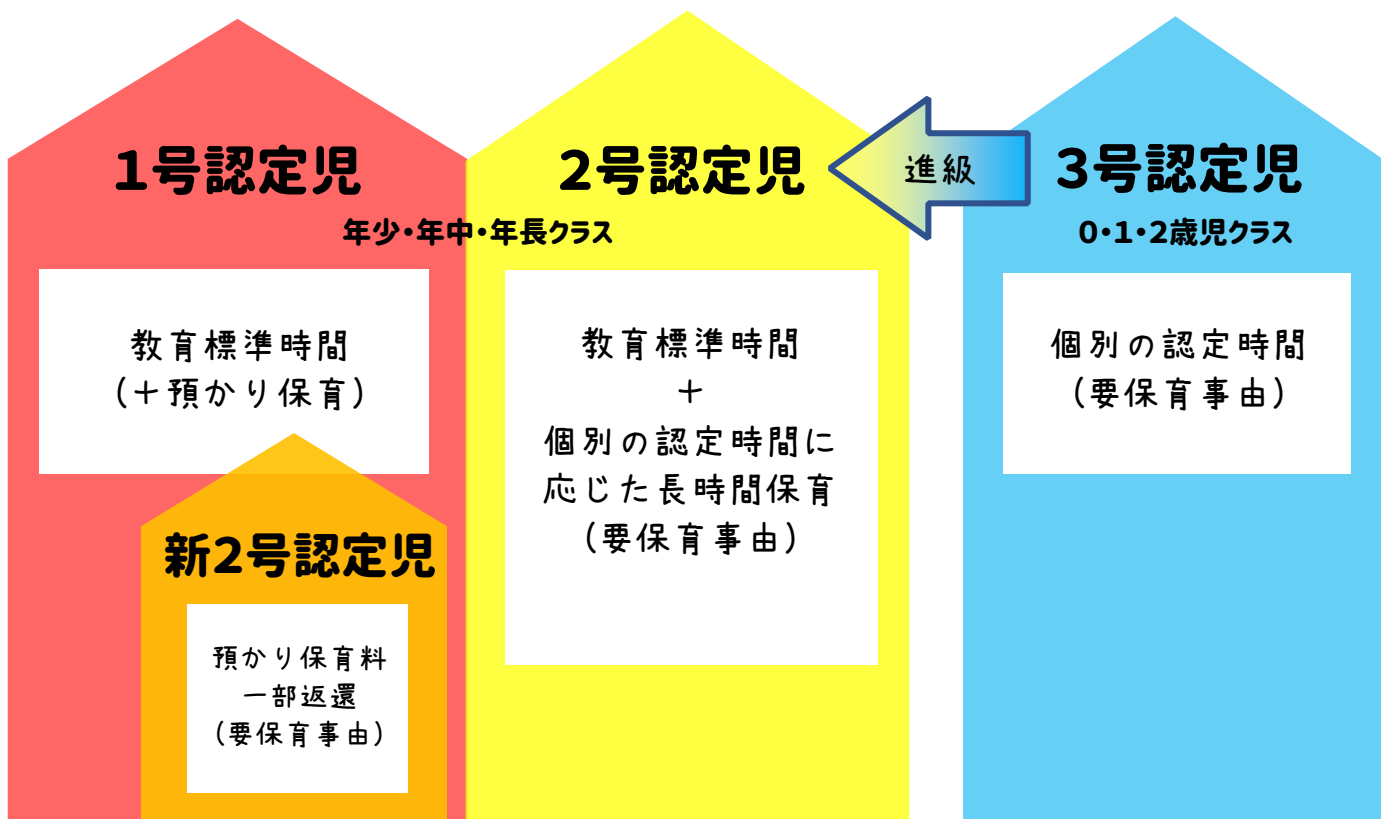 1号認定児
2号認定児
進級
3号認定児
年少・年中・年長クラス
0・1・2歳児クラス
教育標準時間
(+預かり保育)
教育標準時間
+
個別の認定時間に
応じた長時間保育
(要保育事由)
個別の認定時間
(要保育事由)
新2号認定児
預かり保育料
一部返還
(要保育事由)